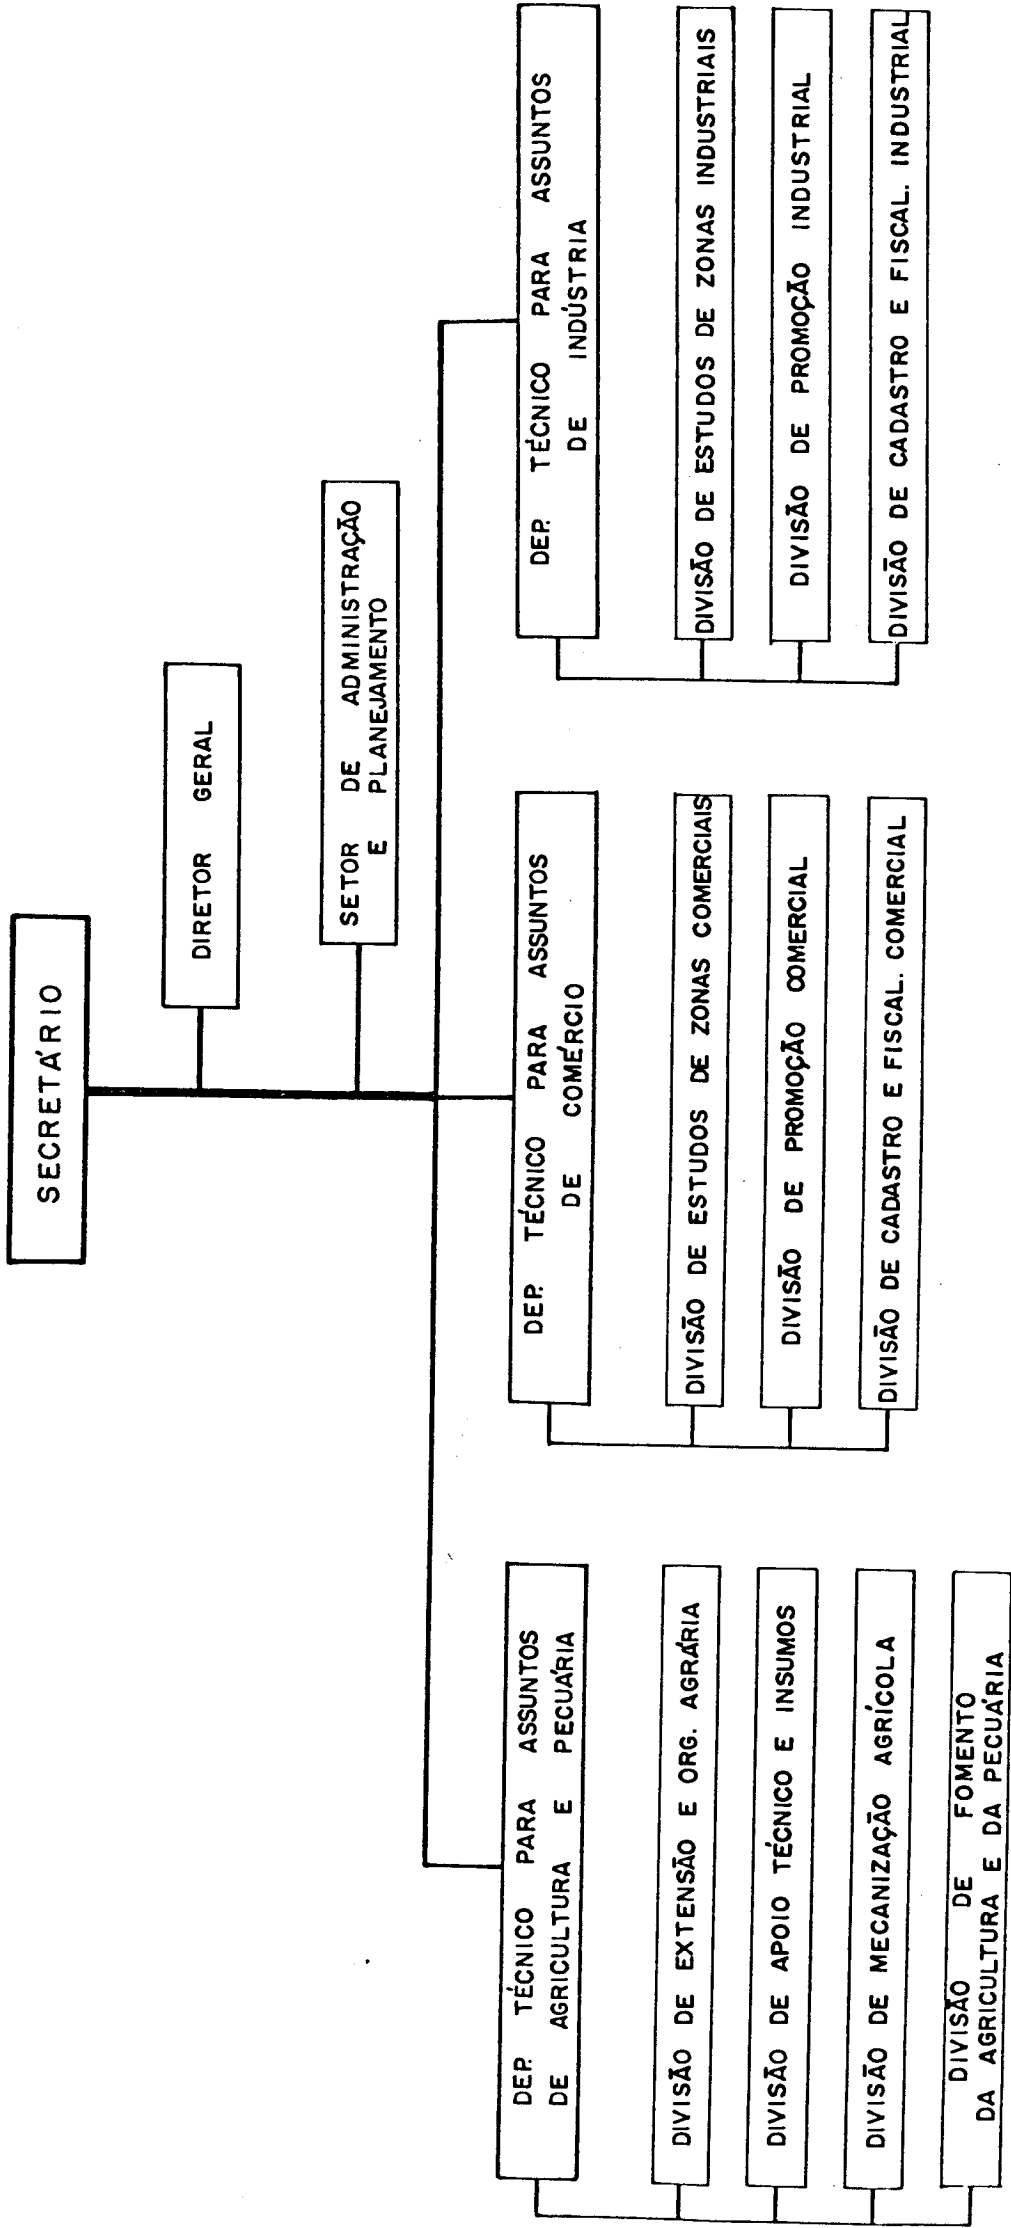 SECRETÁRIO
DIRETOR GERAL
SETOR DE ADMINISTRAÇÃO
E PLANEJAMENTO
DEP. TÉCNICO PARA ASSUNTOS
DE AGRICULTURA E PECUÁRIA
DIVISÃO DE EXTENSÃO E ORG. AGRÁRIA
DIVISÃO DE APOIO TÉCNICO E INSUMOS
DIVISÃO DE MECANIZAÇÃO AGRÍCOLA
DIVISÃO DE FOMENTO
DA AGRICULTURA E DA PECUÁRIA
DEP. TÉCNICO PARA ASSUNTOS
DE COMÉRCIO
DIVISÃO DE ESTUDOS DE ZONAS COMERCIAIS
DIVISÃO DE PROMOÇÃO COMERCIAL
DIVISÃO DE CADASTRO E FISCAL. COMERCIAL
DEP. TÉCNICO PARA ASSUNTOS
DE INDÚSTRIA
DIVISÃO DE ESTUDOS DE ZONAS INDUSTRIAIS
DIVISÃO DE PROMOÇÃO INDUSTRIAL
DIVISÃO DE CADASTRO E FISCAL. INDUSTRIAL